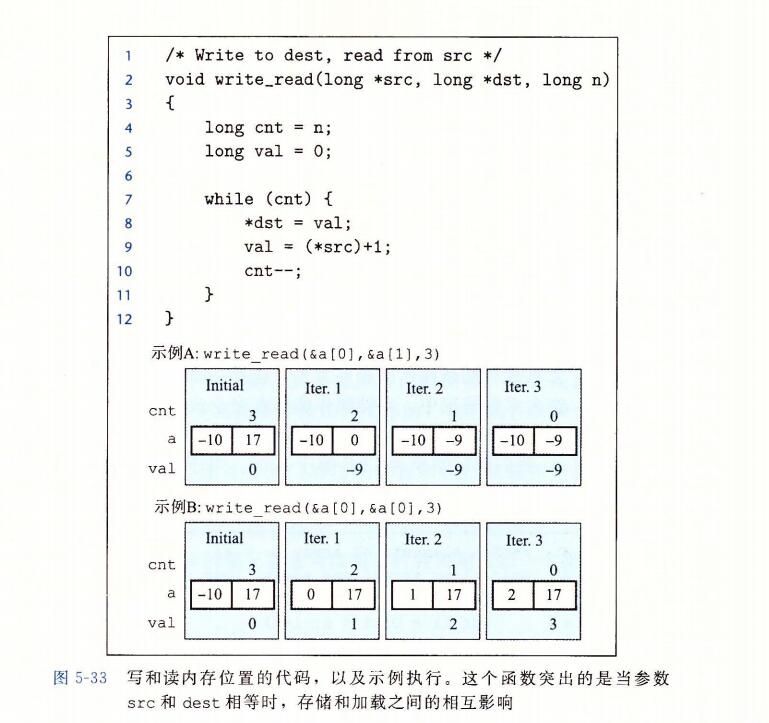 1 /* Write to dest, read from src */
2 void write_read(long *src, long *dst, long n)
3 {
4 long cnt = n;
5 long val = 0;
6
7 while (cnt) {
8 *dst = val;
9 val = (*src)+1;
10 cnt--;
11 }
12 }
示例A: write_read(&a[0],&a[1],3)
Initial Iter. 1 Iter. 2 Iter. 3
cnt 3 2 1 0
a -10 17 -10 0 -10 -9 -10 -9
val 0 -9 -9 -9
示例B: write_read(&a[0],&a[0],3)
Initial Iter. 1 Iter. 2 Iter. 3
cnt 3 2 1 0
a -10 17 0 17 1 17 2 17
val 0 1 2 3
图 5-33 写和读内存位置的代码，以及示例执行。这个函数突出的是当参数
src 和 dest 相等时，存储和加载之间的相互影响